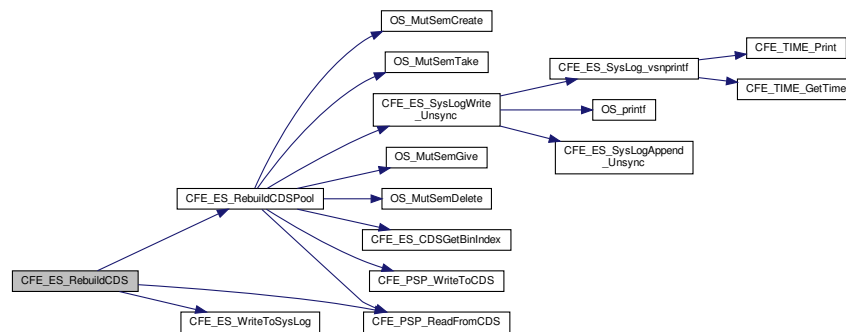 OS_MutSemCreate
CFE_TIME_Print
OS_MutSemTake
CFE_ES_SysLog_vsnprintf
CFE_TIME_GetTime
CFE_ES_SysLogWrite
_Unsync
OS_printf
OS_MutSemGive
CFE_ES_SysLogAppend
_Unsync
CFE_ES_RebuildCDSPool
OS_MutSemDelete
CFE_ES_CDSGetBinIndex
CFE_ES_RebuildCDS
CFE_PSP_WriteToCDS
CFE_ES_WriteToSysLog
CFE_PSP_ReadFromCDS